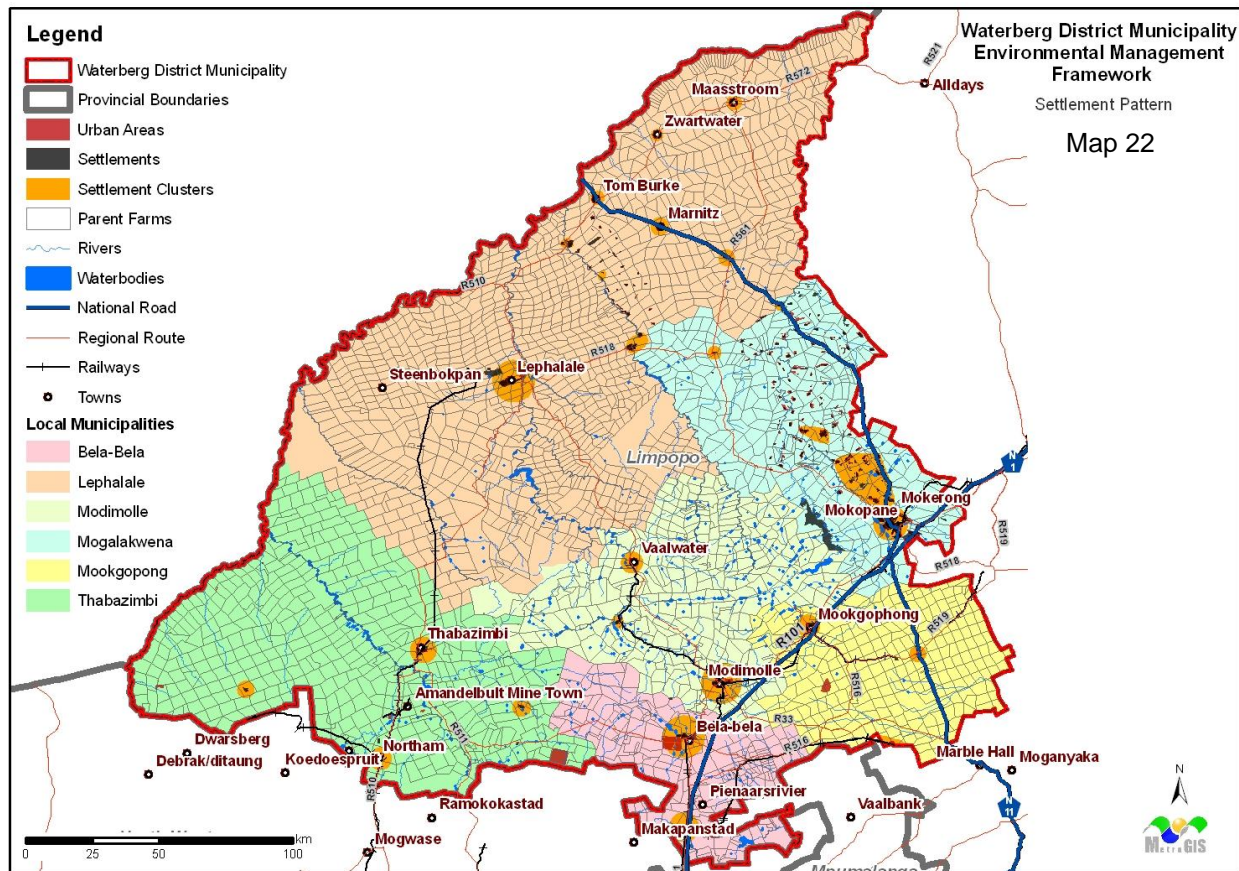 Legend
Waterberg District Municipality
Provincial Boundaries
Urban Areas
Settlements
Settlement Clusters
Parent Farms
Rivers
Waterbodies
National Road
Regional Route
Railways
Towns
Local Municipalities
Bela-Bela
Lephalale
Modimolle
Mogalakwena
Mookgopong
Thabazimbi
Waterberg District Municipality
Environmental Management
Framework
Settlement Pattern
Map 22
R521
Alldays
R572
Maasstroom
Zwartwater
Tom Burke
Marnitz
R561
R510
R518
Lephalale
Steenbokpan
Limpopo
N
1
Mokerong
Mokopane
R519
R518
Vaalwater
Mookgophong
R101
R519
Thabazimbi
Modimolle
R516
Amandelbult Mine Town
Bela-bela
R33
R516
R511
Dwarsberg
Debrak/ditaung
Koedoespruit
Northam
R510
Marble Hall
Moganyaka
Pienaarsrivier
Ramokokastad
Vaalbank
Makapanstad
Mogwase
11
Mpumalanga
km
0 25 50 100
N
MetroGIS